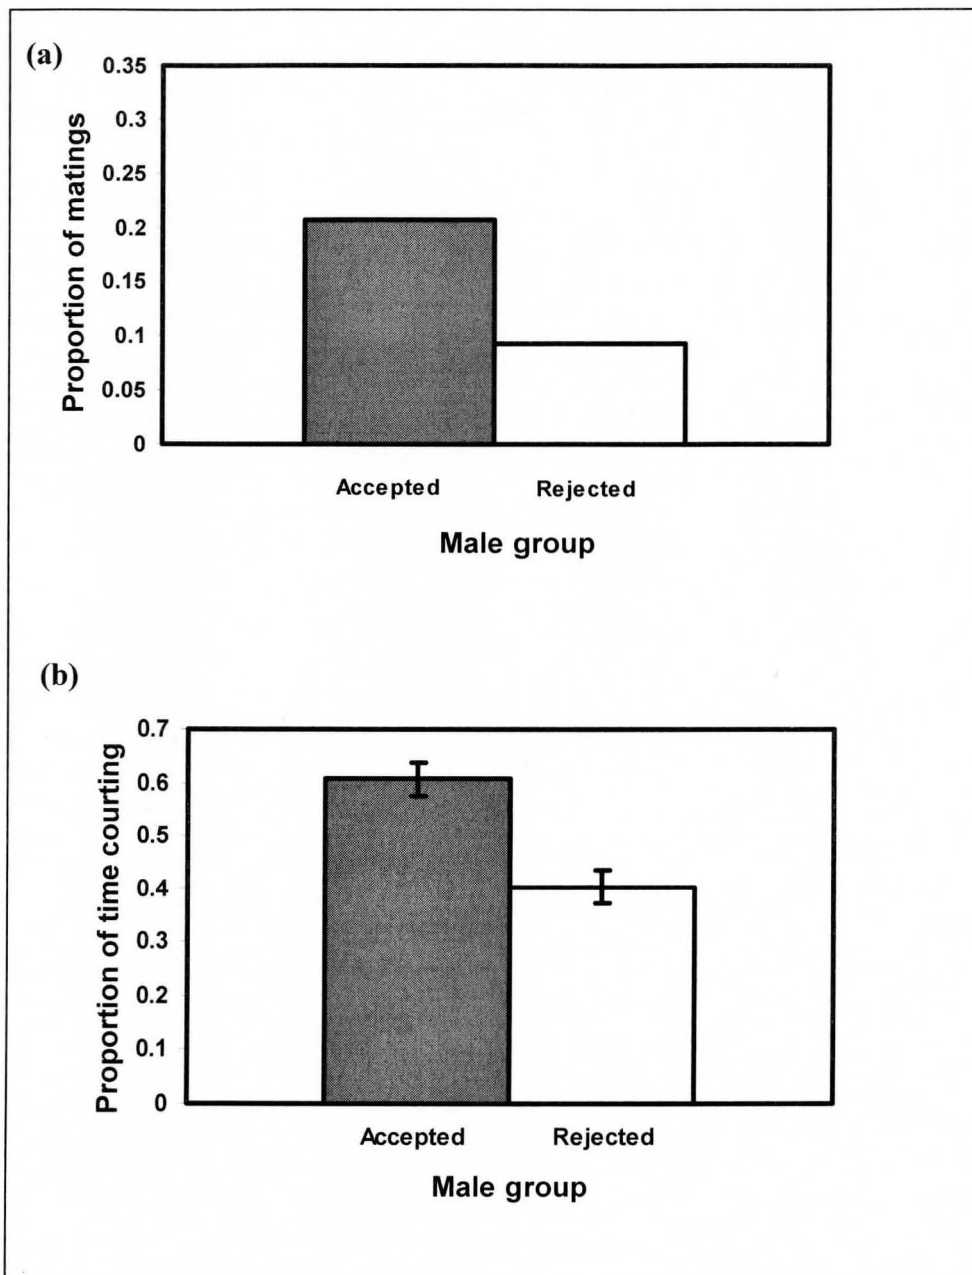 (a)
Proportion of matings
0.35
0.3
0.25
0.2
0.15
0.1
0.05
0
Accepted Rejected
Male group
(b)
Proportion of time courting
0.7
0.6
0.5
0.4
0.3
0.2
0.1
0
Accepted Rejected
Male group